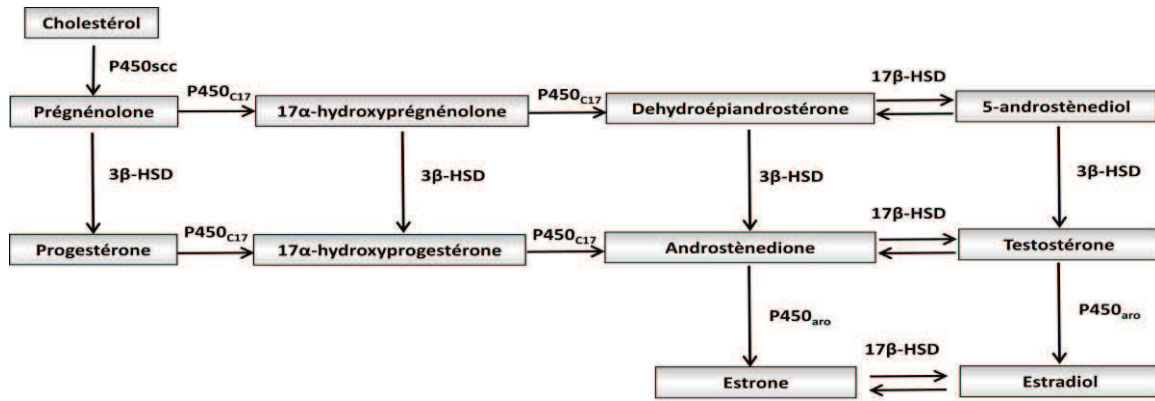 Cholestérol
P450scc
Prégnénolone
P450C17
17α-hydroxyprégnénolone
P450C17
Dehydroépiandrostérone
17β-HSD
5-androstènediol
3β-HSD
3β-HSD
3β-HSD
3β-HSD
Progestérone
P450C17
17α-hydroxyprogestérone
P450C17
Androstènedione
17β-HSD
Testostérone
P450aro
P450aro
Estrone
17β-HSD
Estradiol